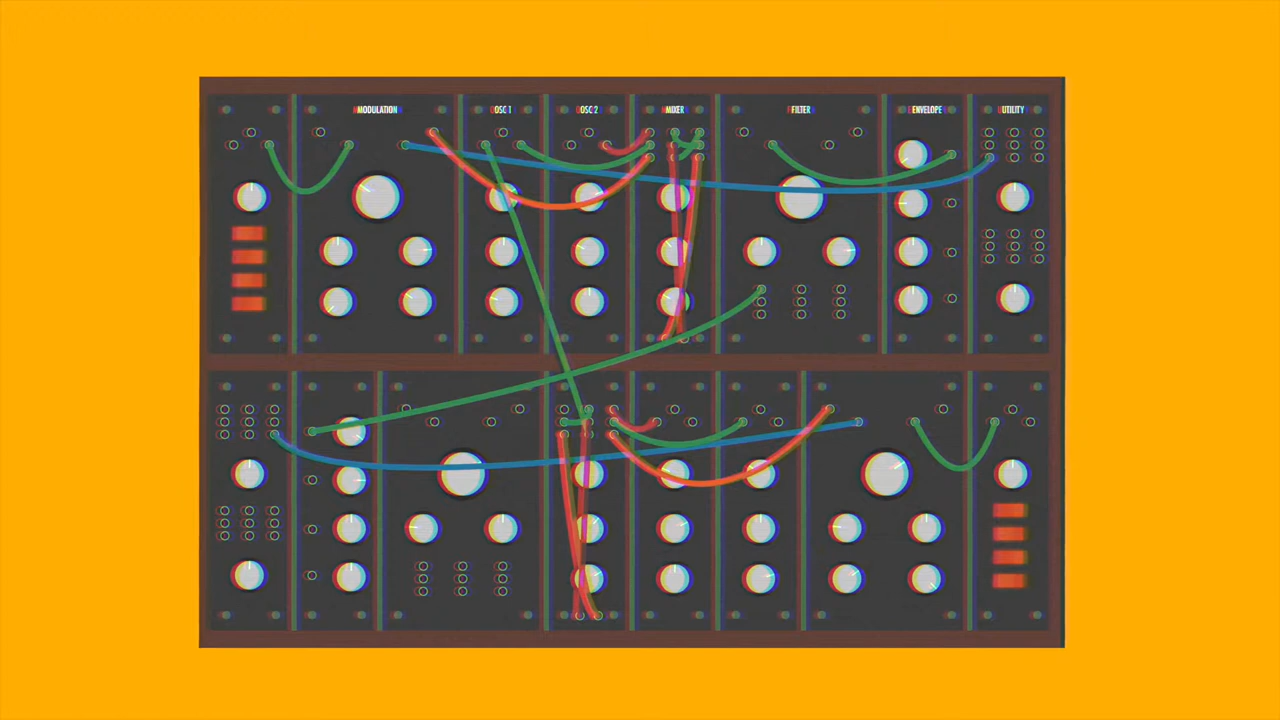 MODULATION
OSC 1
OSC 2
MIXER
FILTER
ENVELOPE
UTILITY